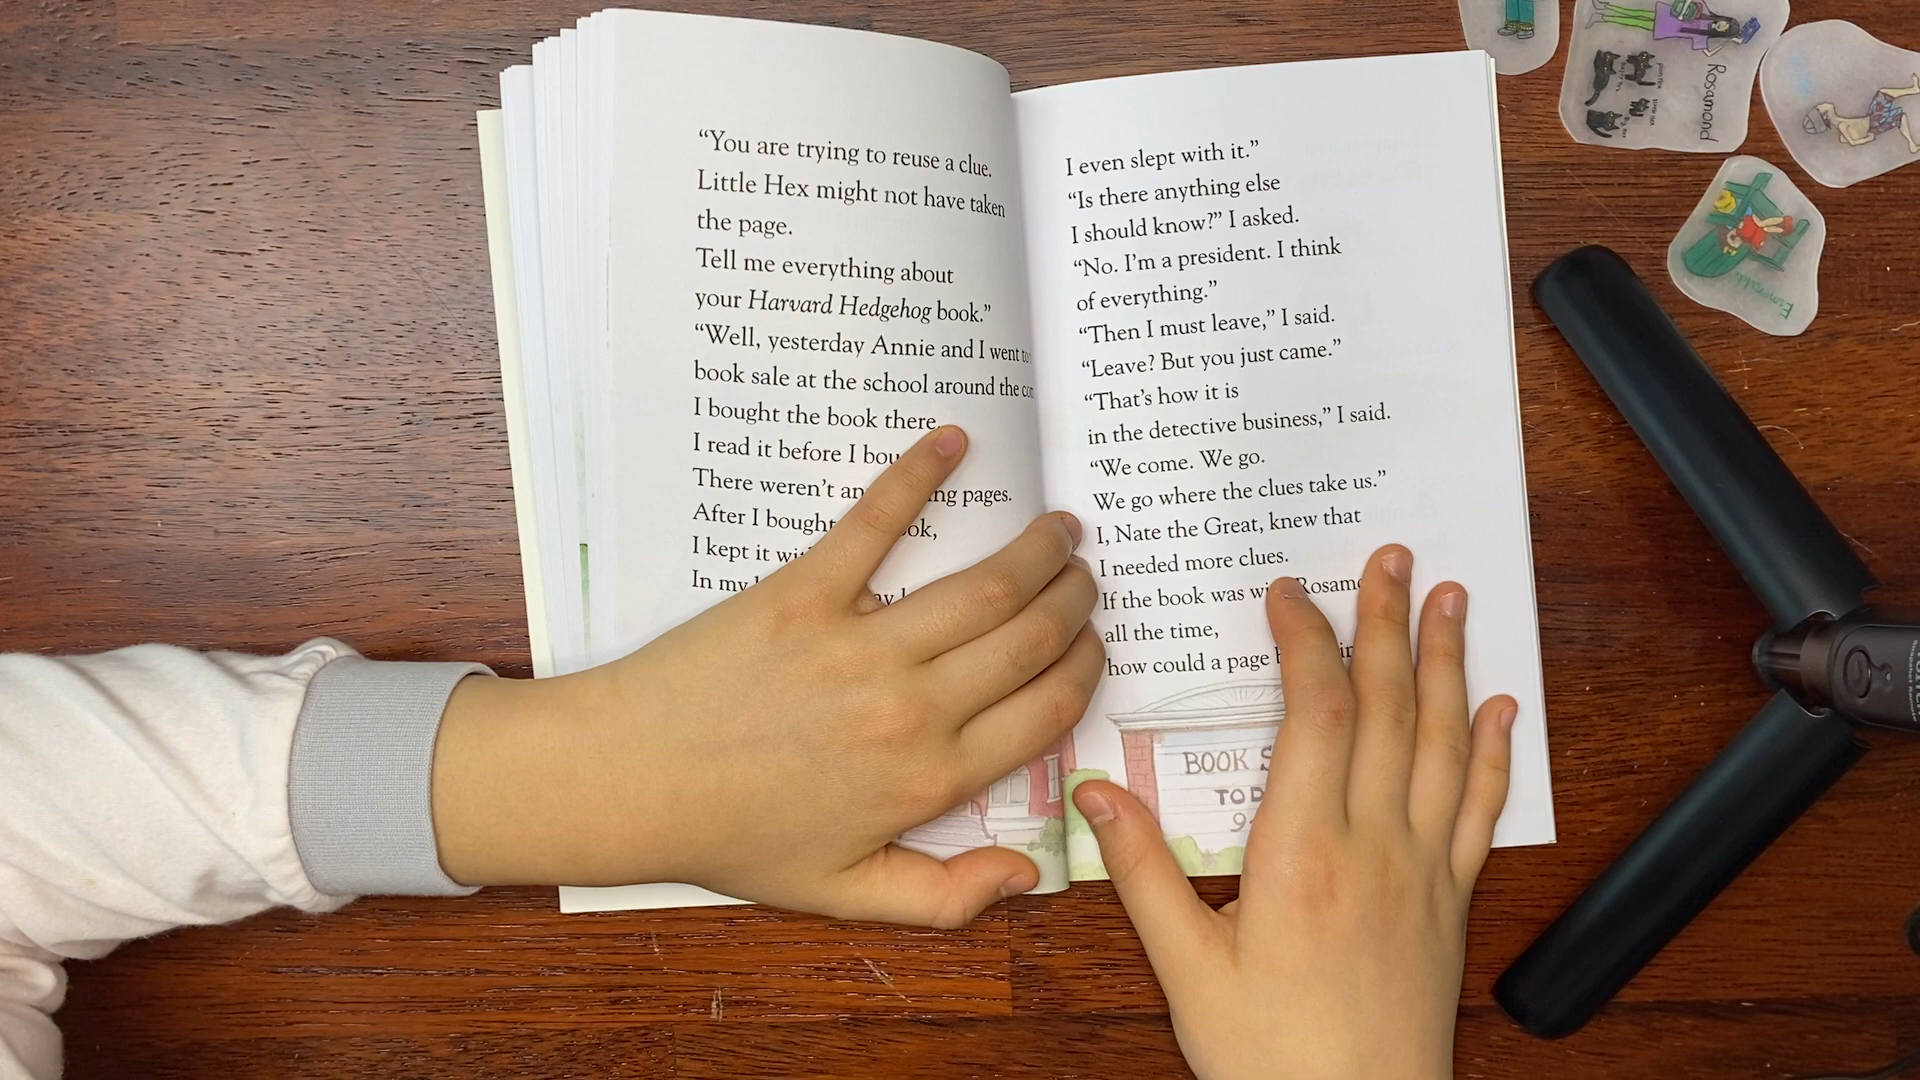 “You are trying to reuse a clue.
Little Hex might not have taken
the page.
Tell me everything about
your Harvard Hedgehog book.”
“Well, yesterday Annie and I went to
book sale at the school around the
I bought the book there.
I read it before I
There weren’t pages.
After I bought
I kept it
In my
I even slept with it.”
“Is there anything else
I should know?” I asked.
“No. I’m a president. I think
of everything.”
“Then I must leave,” I said.
“Leave? But you just came.”
“That’s how it is
in the detective business,” I said.
“We come. We go.
We go where the clues take us.”
I, Nate the Great, knew that
I needed more clues.
If the book was
all the time,
how could a page
BOOK
9-
Rosamond
Esmeralda